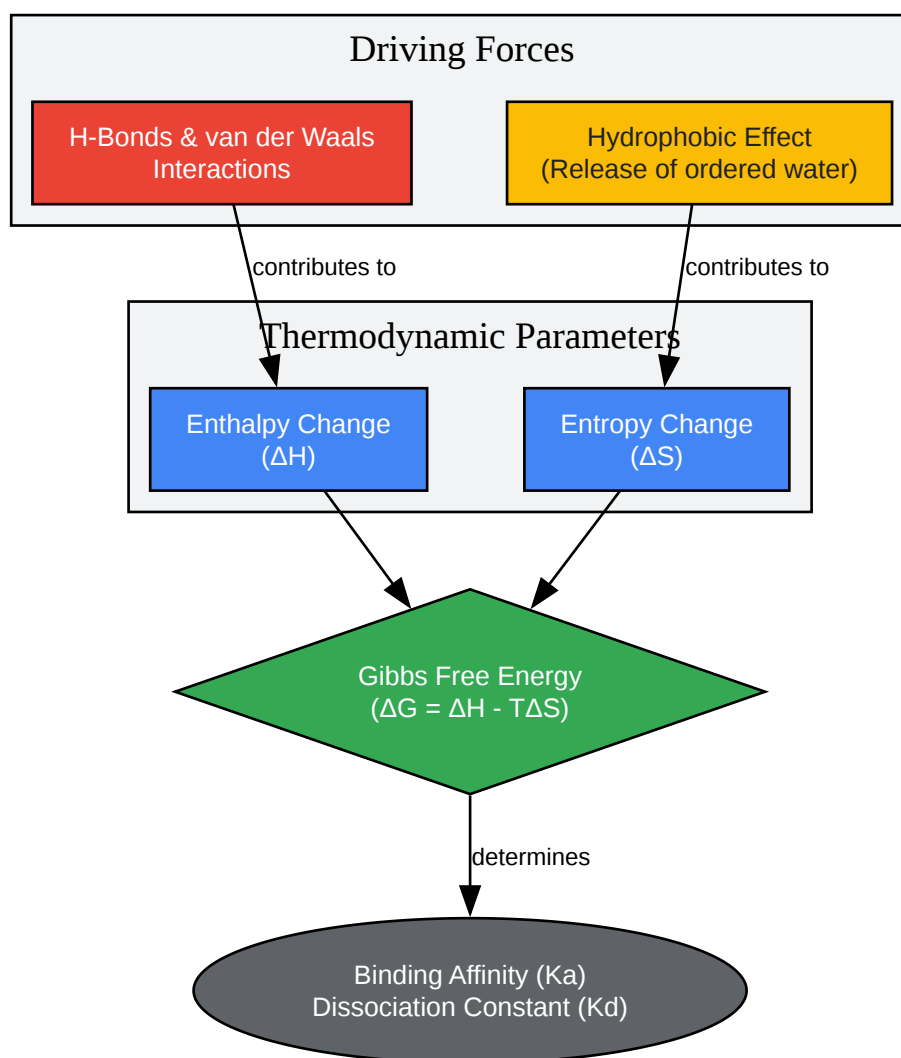 Driving Forces
H-Bonds & van der Waals
Interactions
Hydrophobic Effect
(Release of ordered water)
contributes to
contributes to
Thermodynamic Parameters
Enthalpy Change
(ΔH)
Entropy Change
(ΔS)
Gibbs Free Energy
(ΔG = ΔH - TΔS)
determines
Binding Affinity (Ka)
Dissociation Constant (Kd)